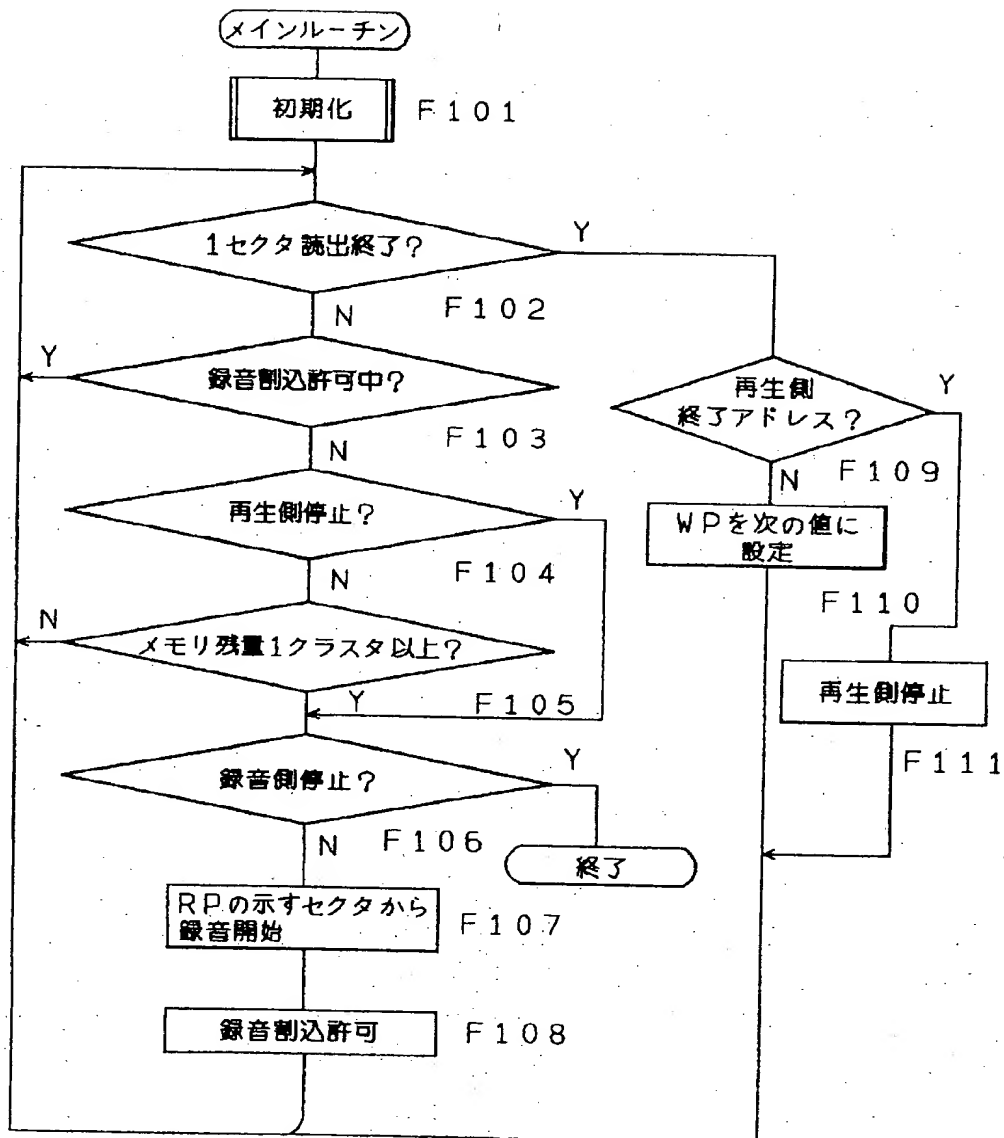 メインルーチン
初期化
F101
1セクタ読出終了?
Y
N
F102
Y
録音割込許可中?
N
F103
再生側
終了アドレス?
Y
N
F109
再生側停止?
Y
N
F104
WPを次の値に
設定
F110
N
メモリ残量1クラスタ以上?
Y
F105
再生側停止
F111
録音側停止?
Y
N
F106
終了
RPの示すセクタから
録音開始
F107
録音割込許可
F108